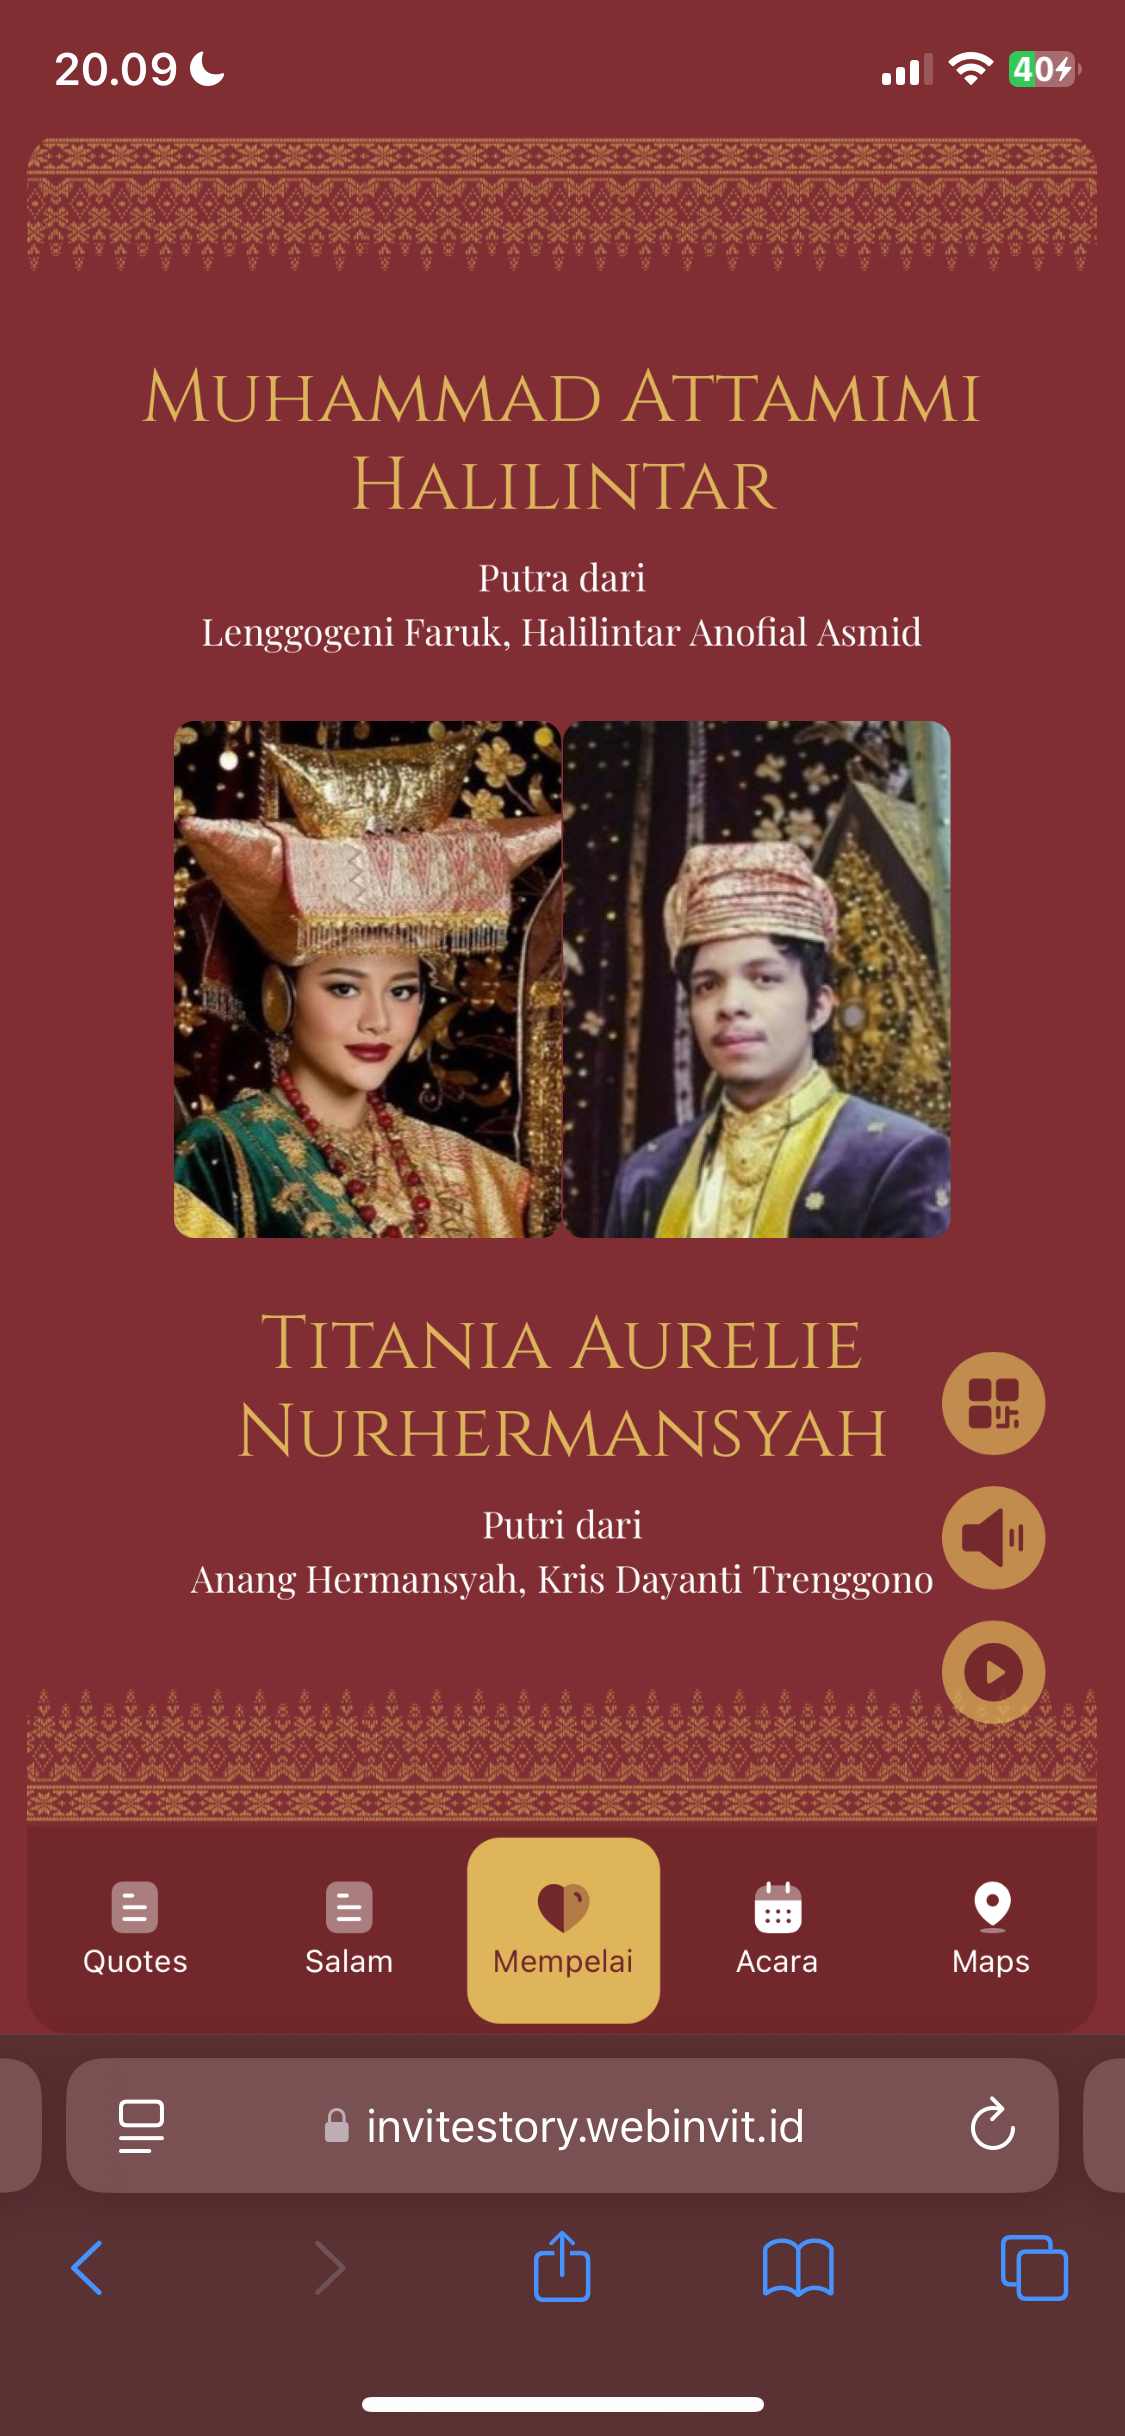 20.09
40
Muhammad Attamimi
Halilintar
Putra dari
Lenggogeni Faruk, Halilintar Anofial Asmid
Titania Aurelie
Nurhermansyah
Putri dari
Anang Hermansyah, Kris Dayanti Trenggono
Quotes
Salam
Mempelai
Acara
Maps
invitestory.webinvit.id